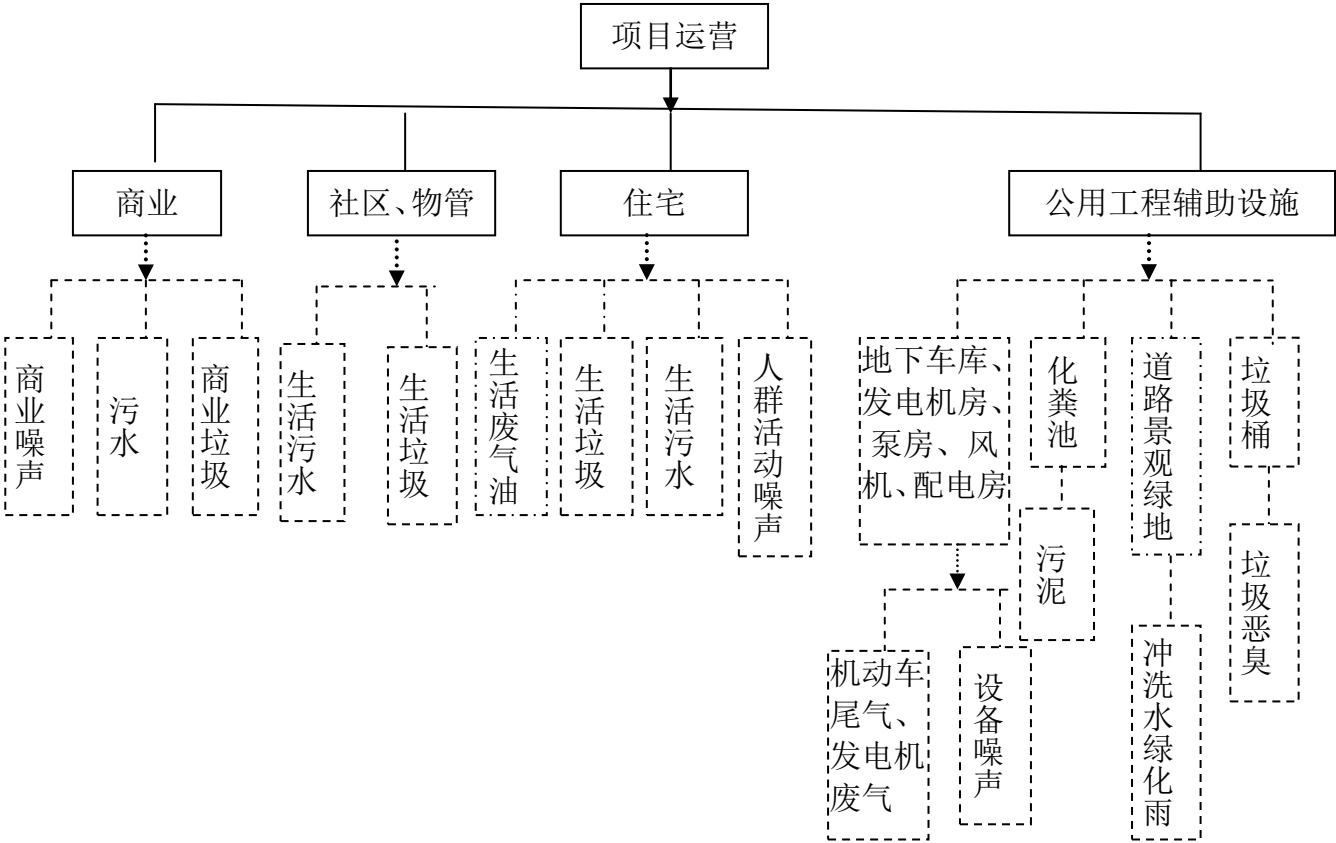 项目运营
商业
社区、物管
住宅
公用工程辅助设施
商业噪声
污水
商业垃圾
生活污水
生活垃圾
生活废气油
生活垃圾
生活污水
人群活动噪声
地下车库、
发电机房、
泵房、风
机、配电房
化粪池
道路景观绿地
垃圾桶
污泥
垃圾恶臭
机动车
尾气、
发电机
废气
设备噪声
冲洗水绿化雨